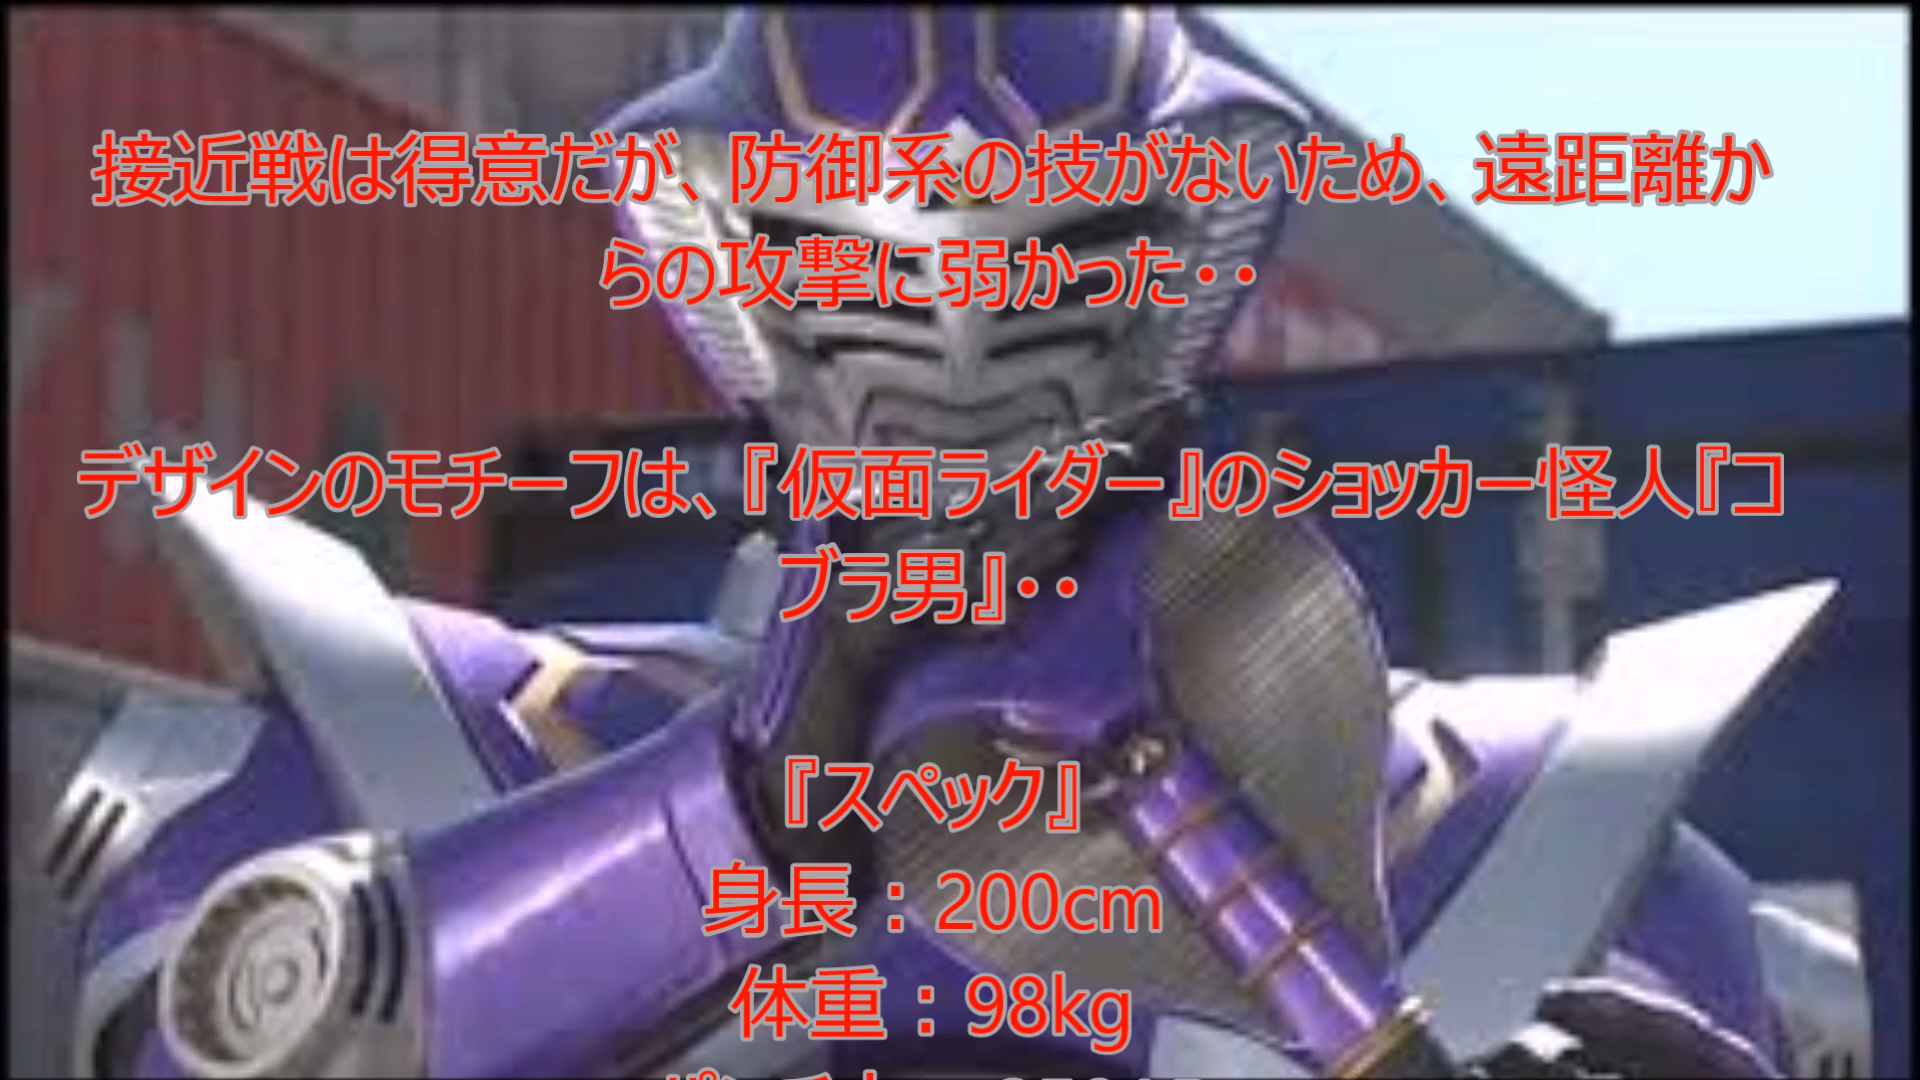 接近戦は得意だが、防御系の技がないため、遠距離か
らの攻撃に弱かった・・
デザインのモチーフは、『仮面ライダー』のショッカー怪人『コ
ブラ男』・・
『スペック』
身長：200cm
体重：98kg